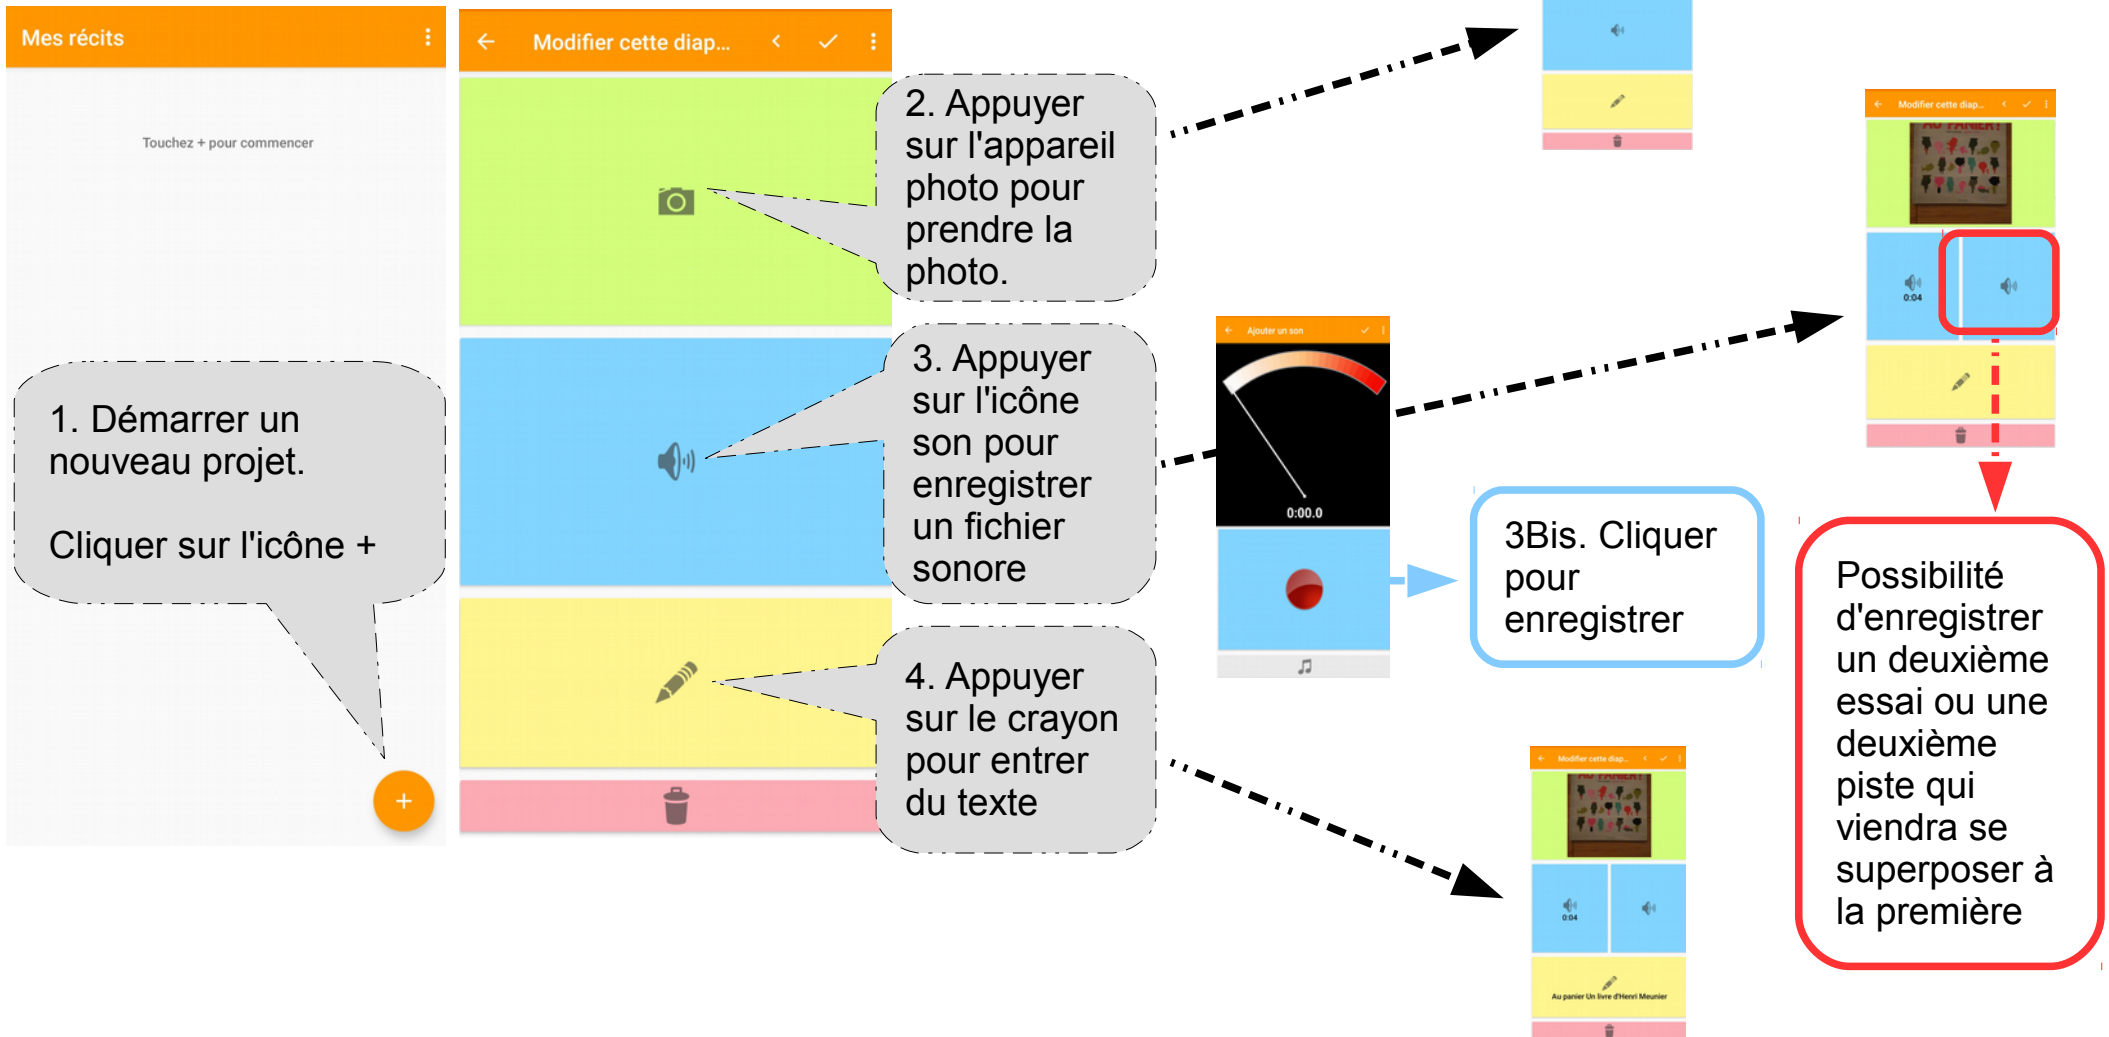 Mes récits
Touchez + pour commencer
1. Démarrer un
nouveau projet.
Cliquer sur l'icône +
+
Modifier cette diap...
2. Appuyer
sur l'appareil
photo pour
prendre la
photo.
3. Appuyer
sur l'icône
son pour
enregistrer
un fichier
sonore
4. Appuyer
sur le crayon
pour entrer
du texte
Ajouter un son
0:00.0
3Bis. Cliquer
pour
enregistrer
Modifier cette diap...
AU PANIER!
0:04
Possibilité
d'enregistrer
un deuxième
essai ou une
deuxième
piste qui
viendra se
superposer à
la première
Modifier cette diap...
AU PANIER!
0:04
Au panier Un livre d'Henri Meunier